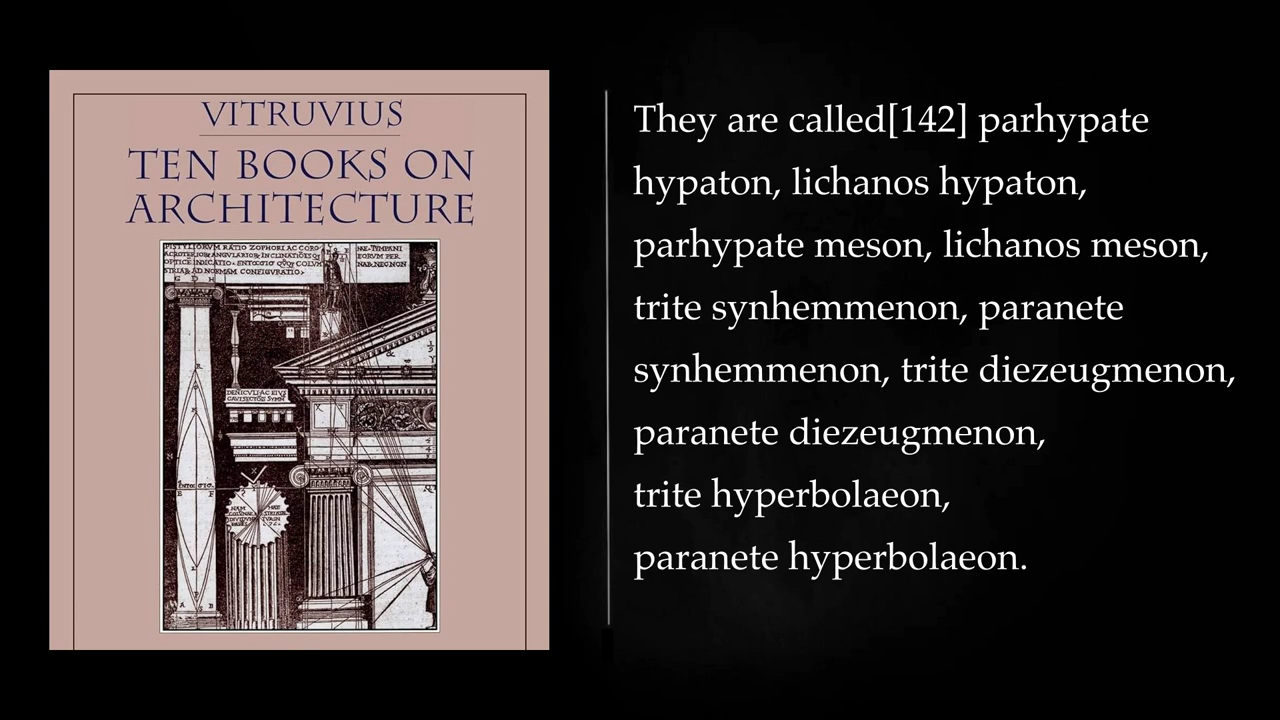 VITRUVIUS
TEN BOOKS ON
ARCHITECTURE
They are called[142] parhypate
hypaton, lichanos hypaton,
parhypate meson, lichanos meson,
trite synhemmenon, paranete
synhemmenon, trite diezeugmenon,
paranete diezeugmenon,
trite hyperbolaeon,
paranete hyperbolaeon.